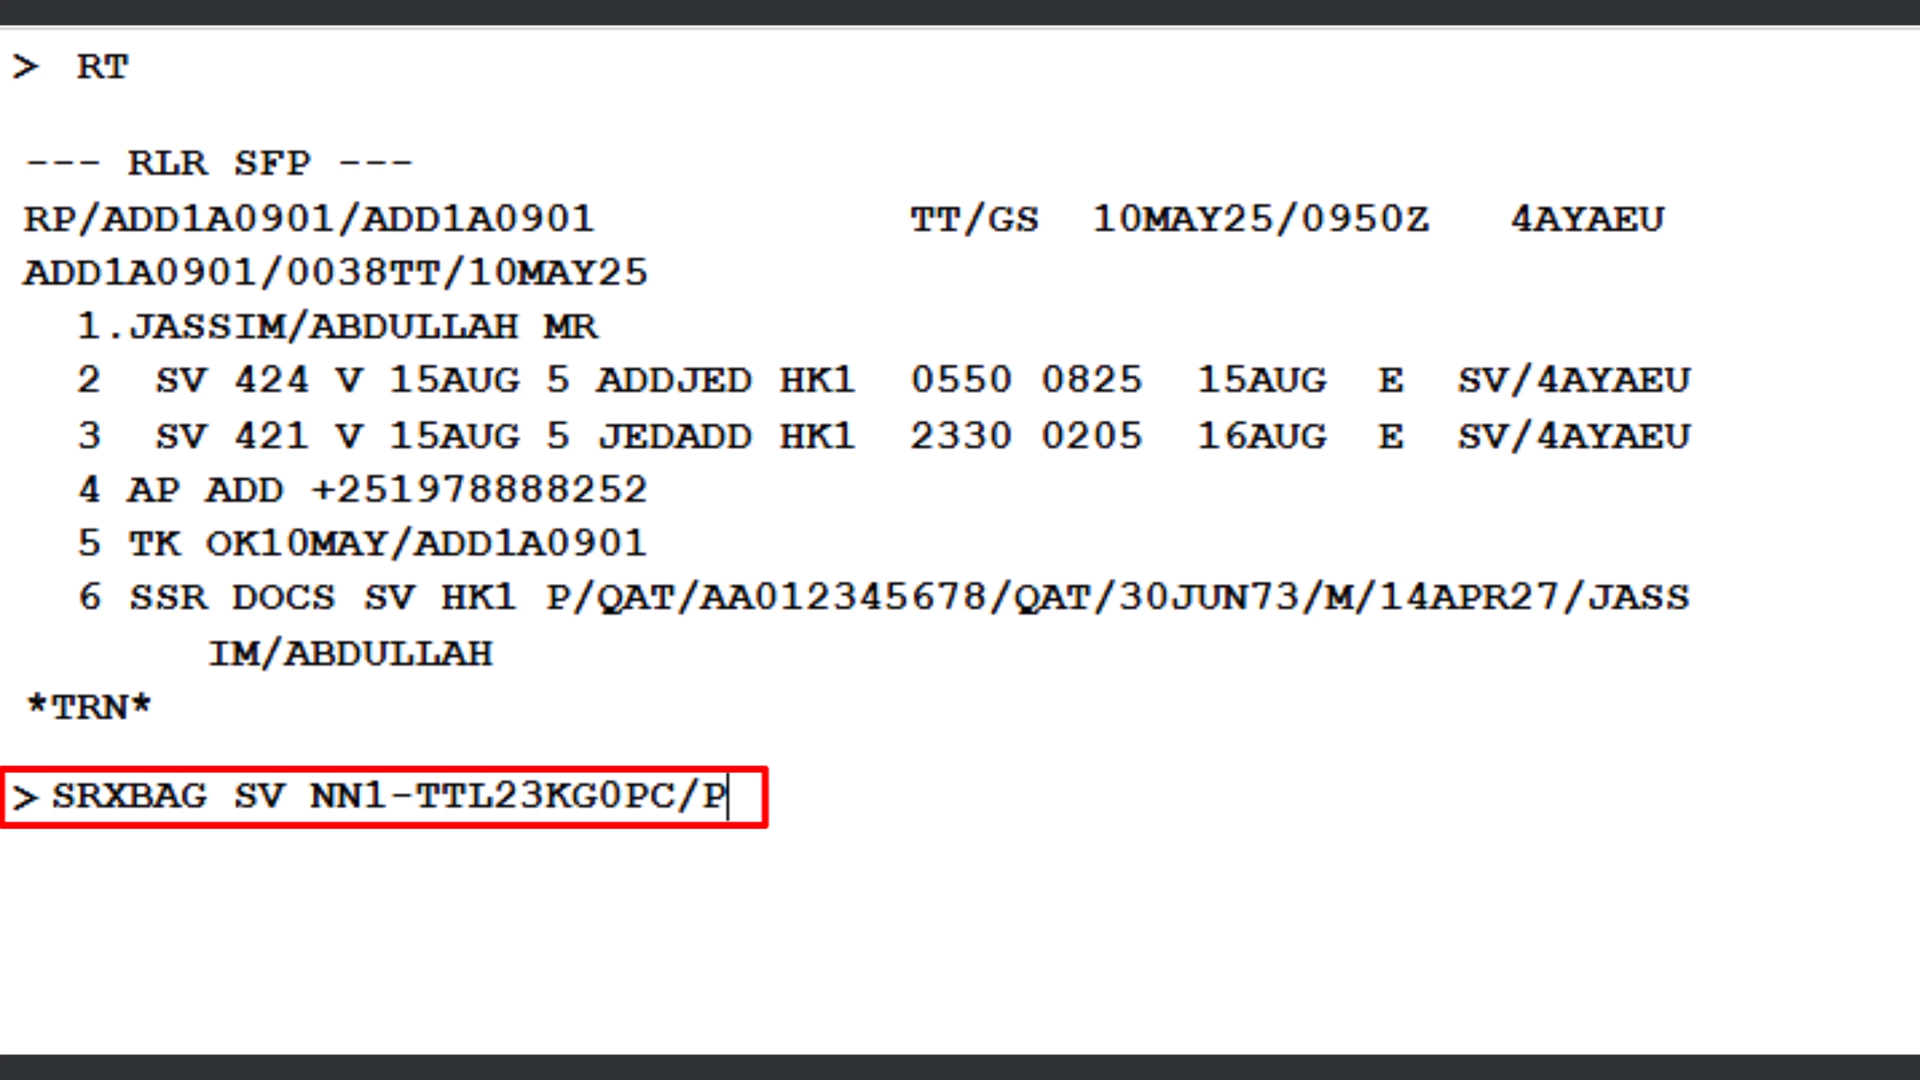 > RT
--- RLR SFP ---
RP/ADD1A0901/ADD1A0901 TT/GS 10MAY25/0950Z 4AYAEU
ADD1A0901/0038TT/10MAY25
1.JASSIM/ABDULLAH MR
2 SV 424 V 15AUG 5 ADDJED HK1 0550 0825 15AUG E SV/4AYAEU
3 SV 421 V 15AUG 5 JEDADD HK1 2330 0205 16AUG E SV/4AYAEU
4 AP ADD +251978888252
5 TK OK10MAY/ADD1A0901
6 SSR DOCS SV HK1 P/QAT/AA012345678/QAT/30JUN73/M/14APR27/JASS
IM/ABDULLAH
*TRN*
> SRXBAG SV NN1-TTL23KG0PC/P